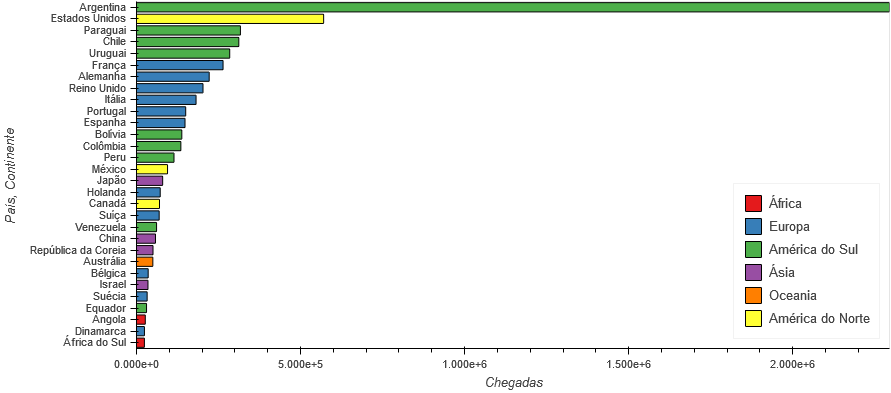 Argentina
Estados Unidos
Paraguai
Chile
Uruguai
França
Alemanha
Reino Unido
Itália
Portugal
Espanha
Bolívia
Colômbia
Peru
México
Japão
Holanda
Canadá
Suíça
Venezuela
China
República da Coreia
Austrália
Bélgica
Israel
Suécia
Equador
Angola
Dinamarca
África do Sul
País, Continente
0.000e+0 5.000e+5 1.000e+6 1.500e+6 2.000e+6
Chegadas
África
Europa
América do Sul
Ásia
Oceania
América do Norte